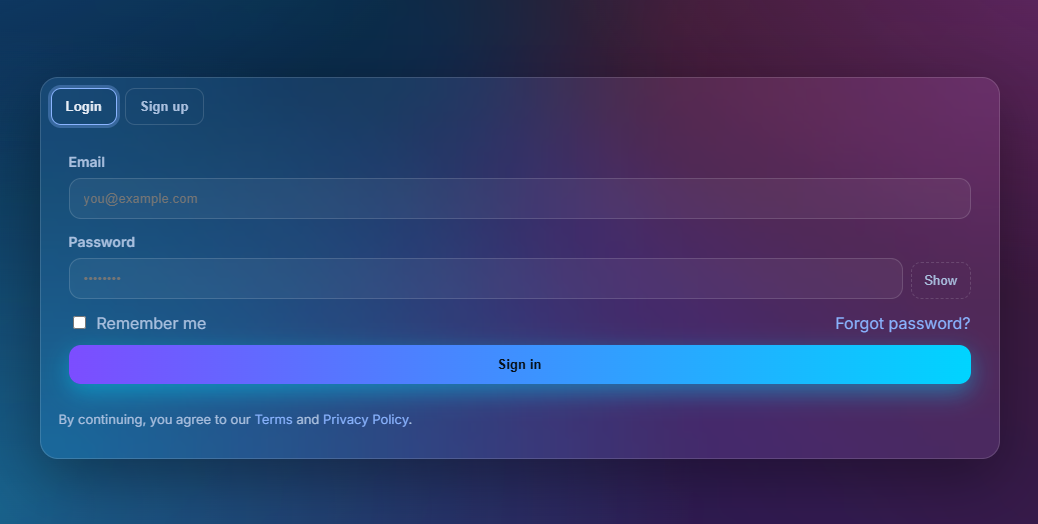 Login Sign up
Email
you@example.com
Password
•••••••• Show
Remember me Forgot password?
Sign in
By continuing, you agree to our Terms and Privacy Policy.